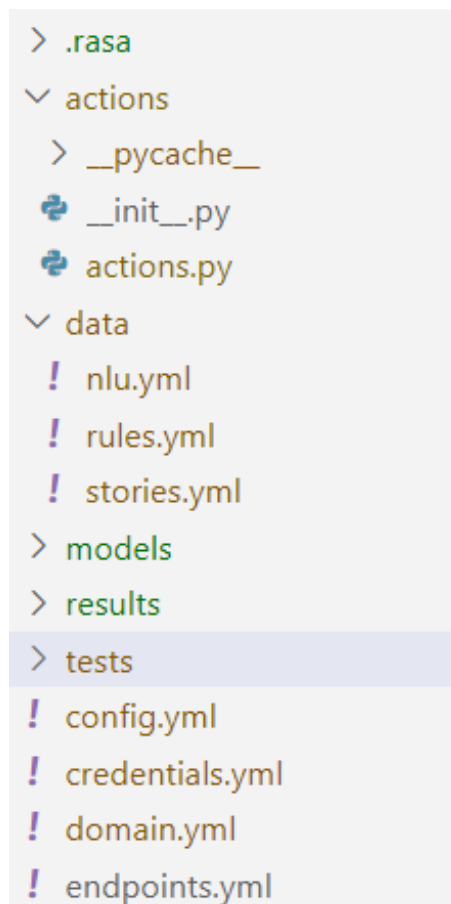 .rasa
actions
__pycache__
__init__.py
actions.py
data
! nlu.yml
! rules.yml
! stories.yml
models
results
tests
! config.yml
! credentials.yml
! domain.yml
! endpoints.yml